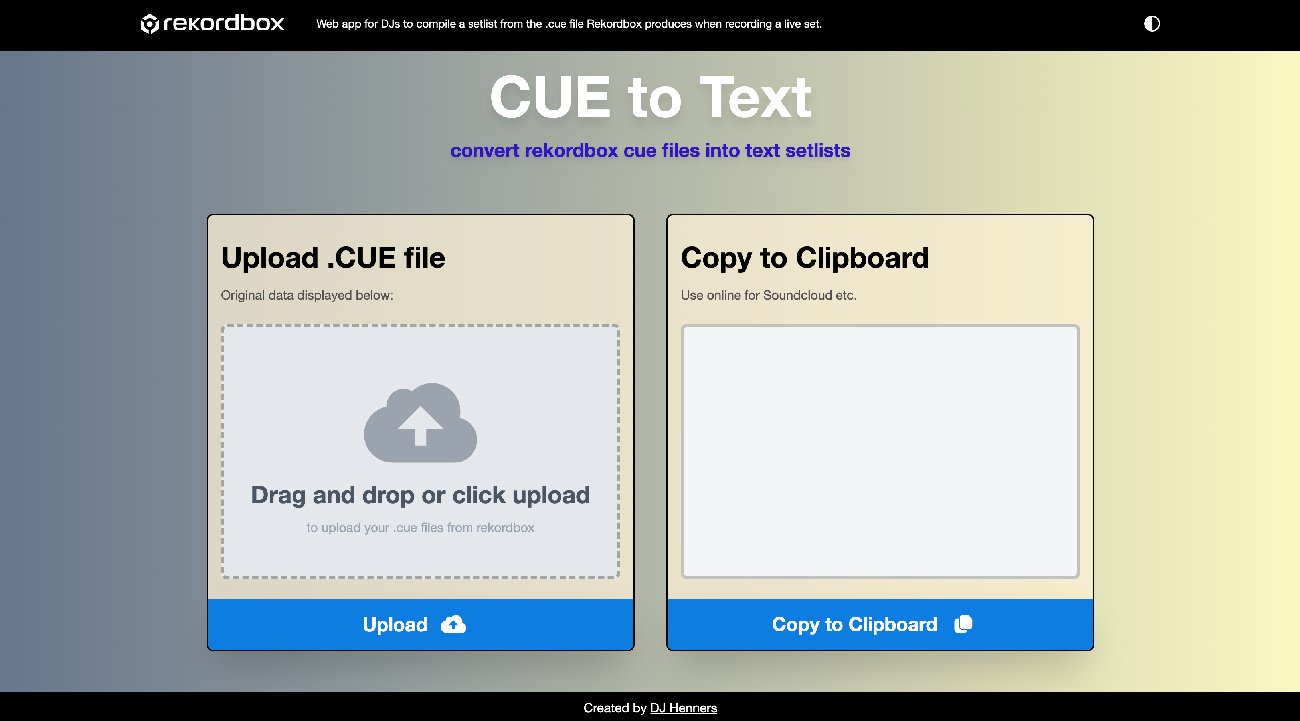 rekordbox
Web app for DJs to compile a setlist from the .cue file Rekordbox produces when recording a live set.
CUE to Text
convert rekordbox cue files into text setlists
Upload .CUE file
Original data displayed below:
Drag and drop or click upload
to upload your .cue files from rekordbox
Upload
Copy to Clipboard
Use online for Soundcloud etc.
Copy to Clipboard
Created by DJ Henners